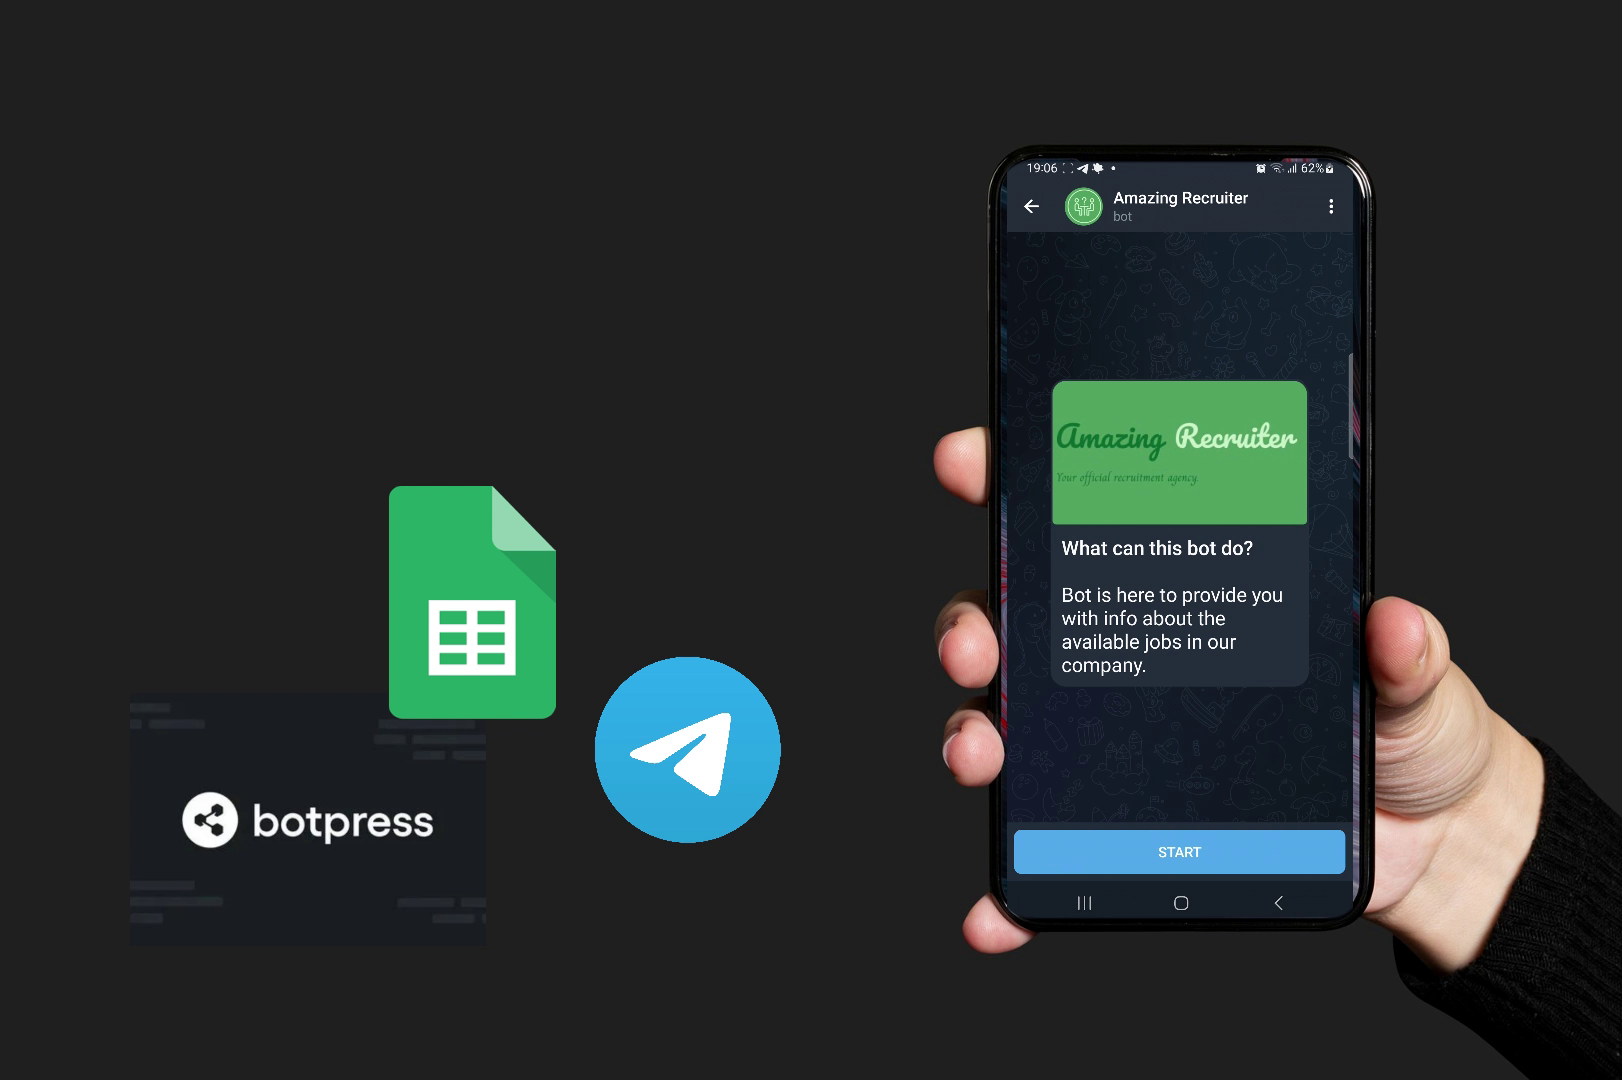 botpress
19:06
62%
Amazing Recruiter
bot
Amazing Recruiter
Your official recruitment agency.
What can this bot do?
Bot is here to provide you
with info about the
available jobs in our
company.
START